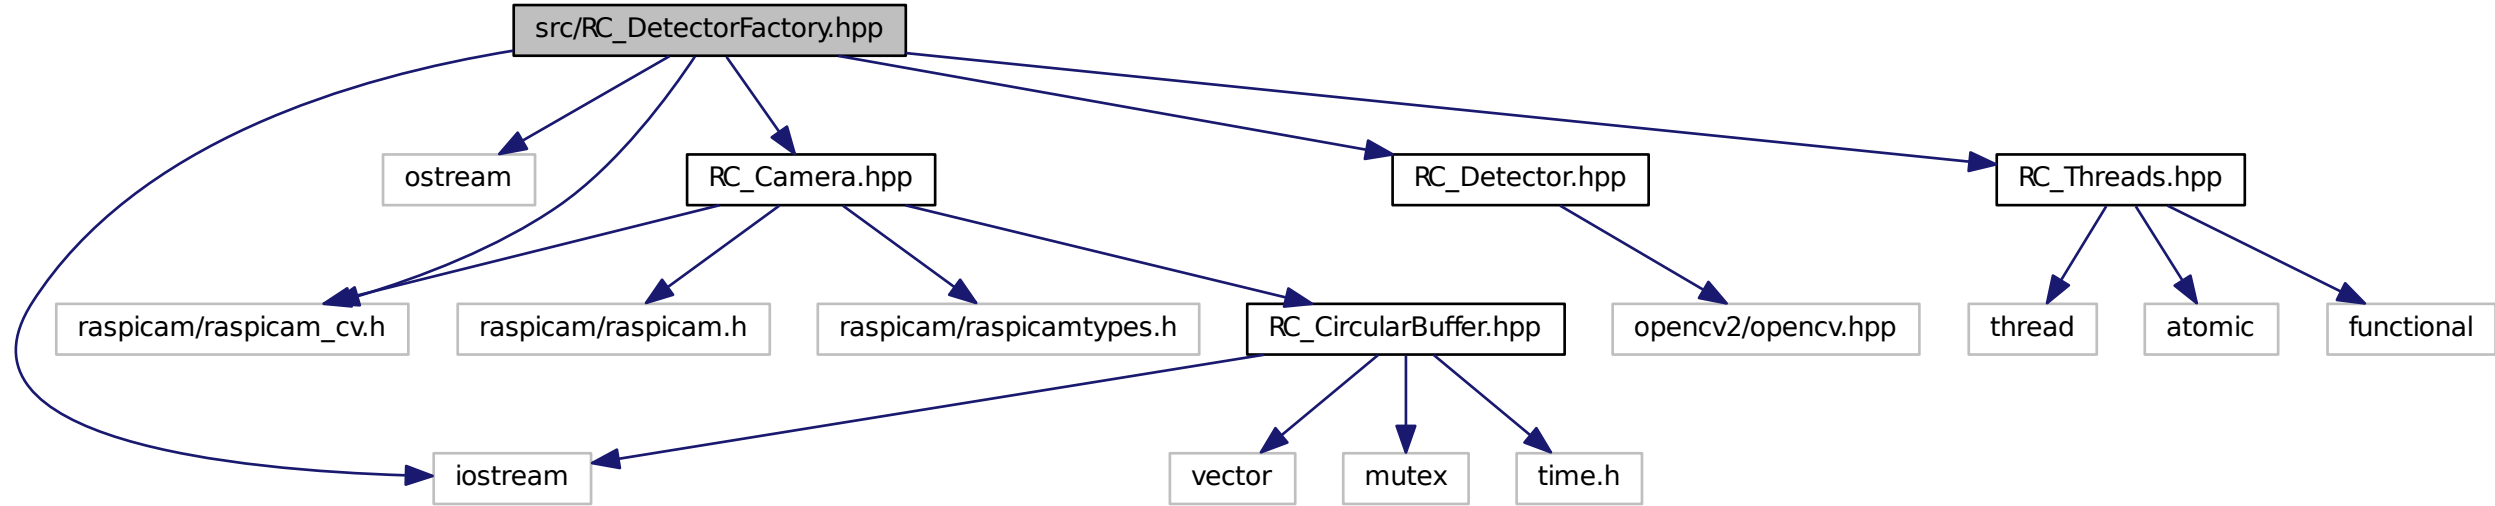 src/RC_DetectorFactory.hpp
ostream
RC_Camera.hpp
RC_Detector.hpp
RC_Threads.hpp
raspicam/raspicam_cv.h
raspicam/raspicam.h
raspicam/raspicamtypes.h
RC_CircularBuffer.hpp
opencv2/opencv.hpp
thread
atomic
functional
iostream
vector
mutex
time.h